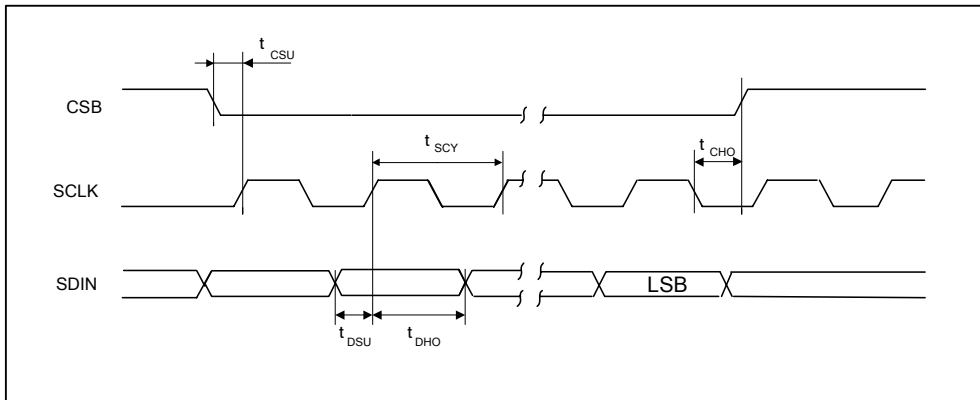 t CSU
CSB
t SCY
t CHO
SCLK
SDIN
LSB
t DSU
t DHO